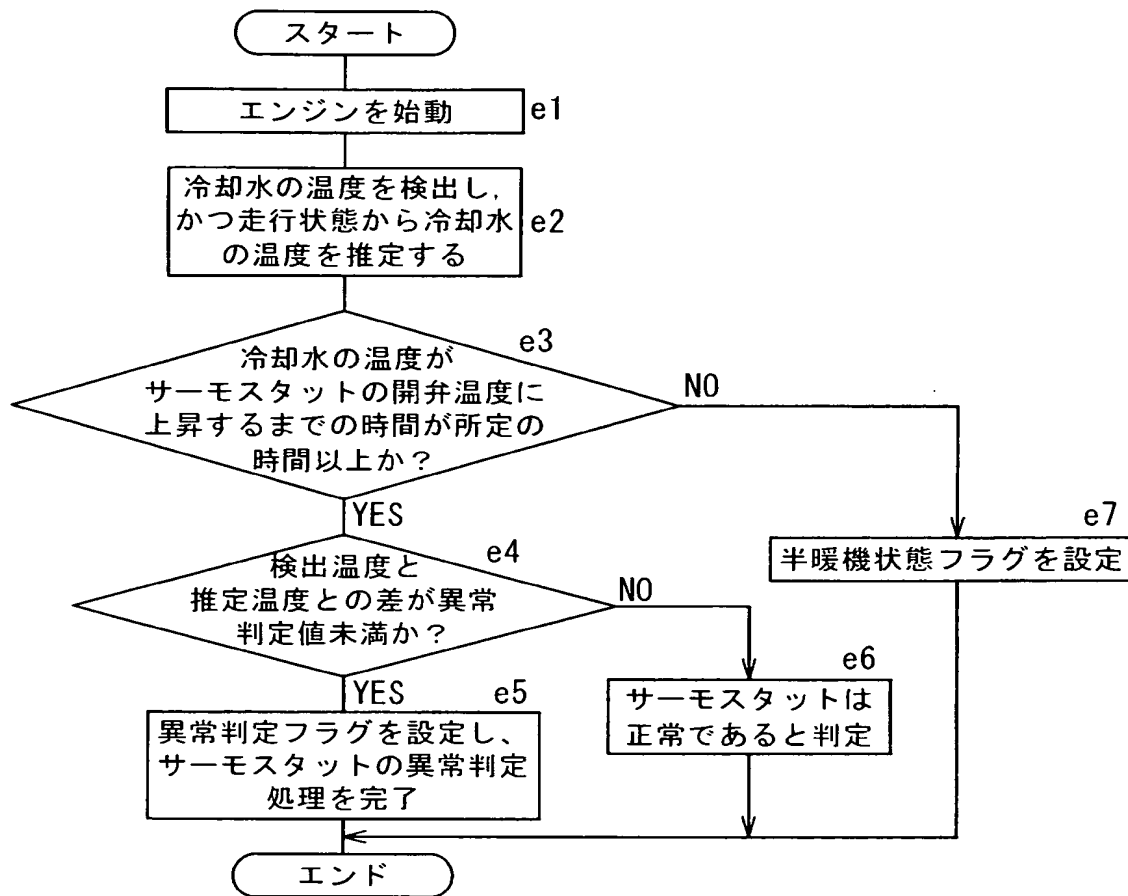 スタート
エンジンを始動
e1
冷却水の温度を検出し,
かつ走行状態から冷却水
の温度を推定する
e2
e3
冷却水の温度が
サーモスタットの開弁温度に
上昇するまでの時間が所定の
時間以上か？
NO
YES
e4
検出温度と
推定温度との差が異常
判定値未満か？
NO
e7
半暖機状態フラグを設定
YES
e5
異常判定フラグを設定し、
サーモスタットの異常判定
処理を完了
e6
サーモスタットは
正常であると判定
エンド